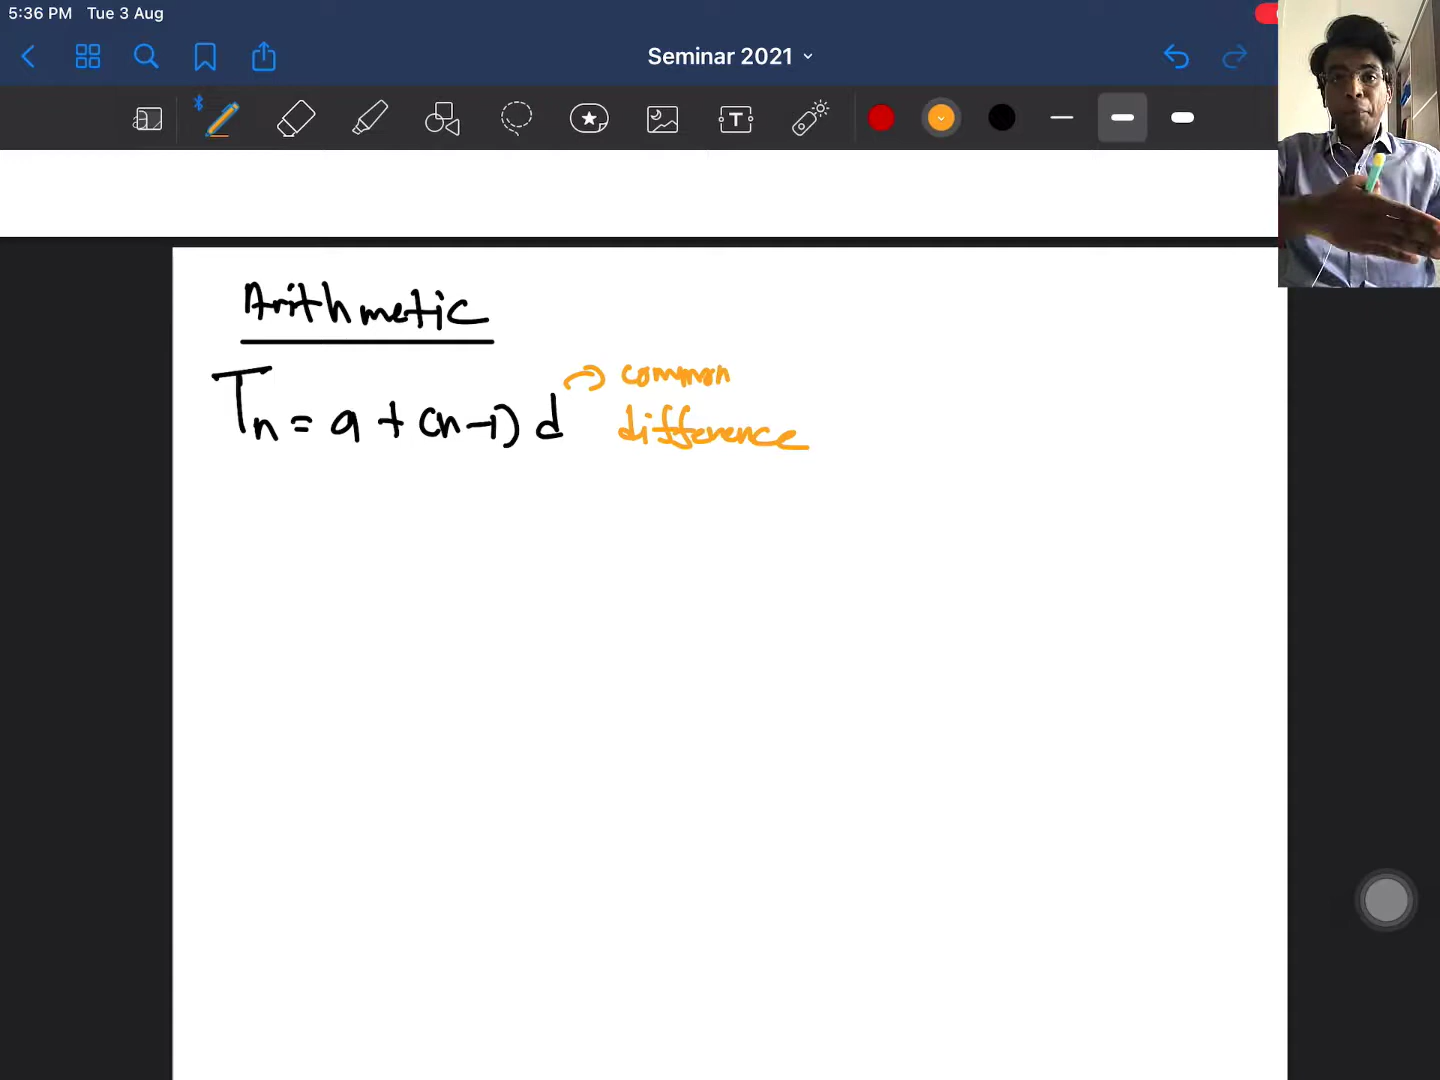 5:36 PM Tue 3 Aug
Seminar 2021
Arithmetic
Tn = a + (n-1) d
common
difference